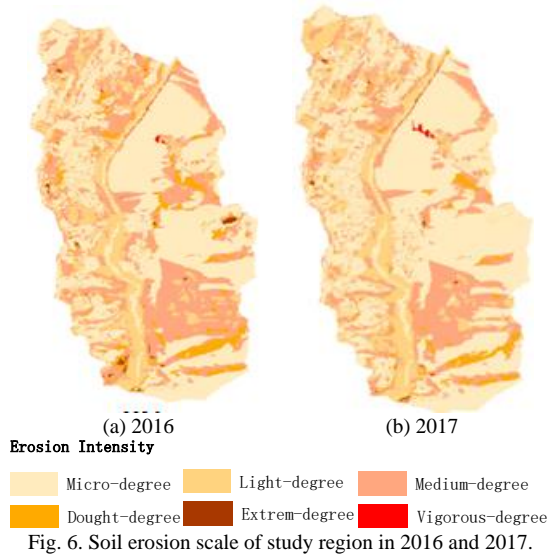 (a) 2016
(b) 2017
Erosion Intensity
Micro-degree
Light-degree
Medium-degree
Dought-degree
Extrem-degree
Vigorous-degree
Fig. 6. Soil erosion scale of study region in 2016 and 2017.